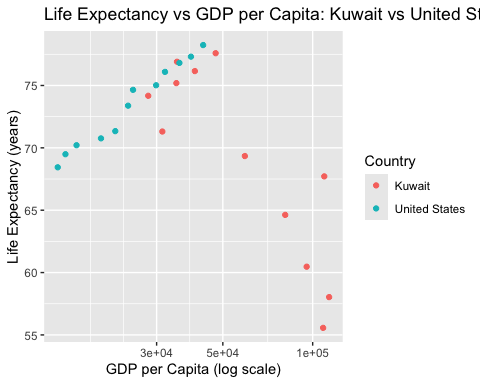 Life Expectancy vs GDP per Capita: Kuwait vs United St
75
70
65
60
55
Life Expectancy (years)
3e+04
5e+04
1e+05
GDP per Capita (log scale)
Country
Kuwait
United States